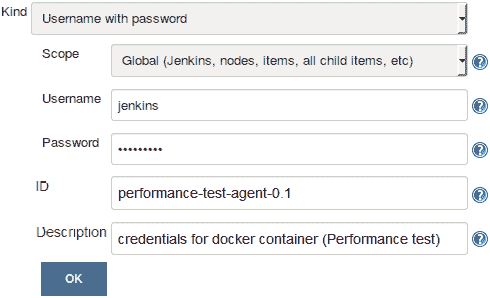 Kind Username with password
Scope Global (Jenkins, nodes, items, all child items, etc)
Username jenkins
Password •••••••••
ID performance-test-agent-0.1
Description credentials for docker container (Performance test)
OK